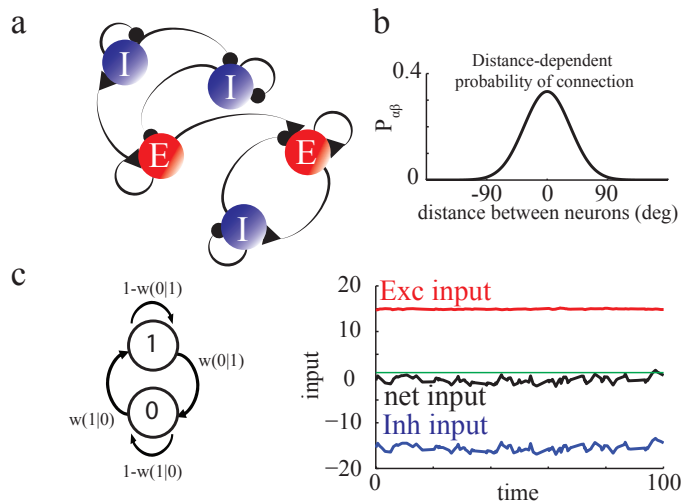 a
I
I
E
E
I
b
Distance-dependent
probability of connection
0.4
P αβ
0
-90
0
90
distance between neurons (deg)
c
1-w(0|1)
1
w(0|1)
w(1|0)
0
1-w(1|0)
20
Exc input
10
input
0
net input
−10
Inh input
−20
0
time
100